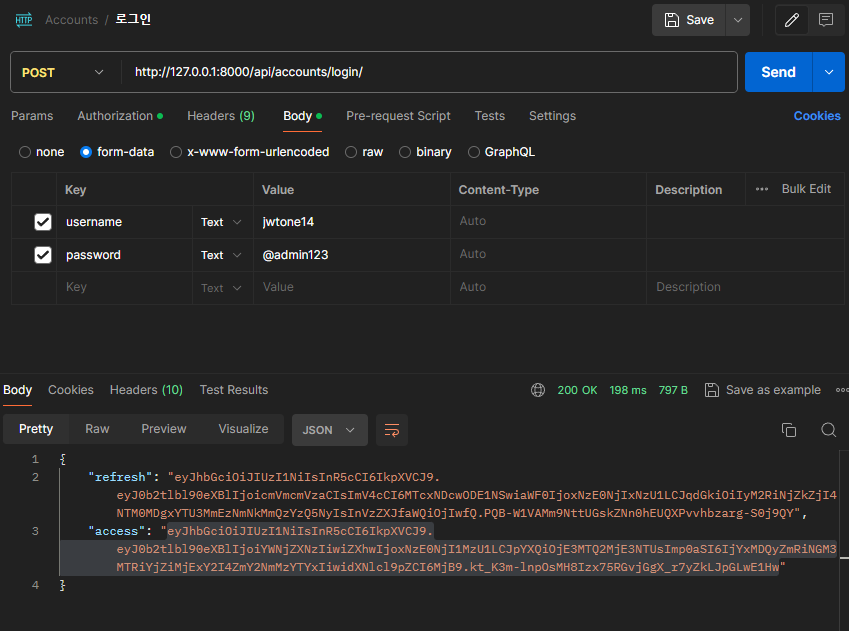 HTTP Accounts / 로그인 Save
POST http://127.0.0.1:8000/api/accounts/login/ Send
Params Authorization Headers (9) Body Pre-request Script Tests Settings Cookies
none form-data x-www-form-urlencoded raw binary GraphQL
Key Value Content-Type Description ••• Bulk Edit
username Text jwtone14 Auto
password Text @admin123 Auto
Key Text Value Auto Description
Body Cookies Headers (10) Test Results 200 OK 198 ms 797 B Save as example
Pretty Raw Preview Visualize JSON
1 {
2 "refresh": "eyJhbGciOiJIUzI1NiIsInR5cCI6IkpXVCJ9.
eyJ0b2tlbl90eXBlIjoicmVmcmVzaCIsImV4cCI6MTcxNDcwODE1NSwiaWF0IjoxNzE0NjIxNzU1LCJqdGkiOiIyM2RiNjZkZjI4
NTM0MDgxYTU3MmEzNmNkMmQzYzQ5NyIsInVzZXJfaWQiOjIwfQ.PQB-W1VAMm9NttUGskZNn0hEUQXPvvhbzarg-S0j9QY",
3 "access": "eyJhbGciOiJIUzI1NiIsInR5cCI6IkpXVCJ9.
eyJ0b2tlbl90eXBlIjoiYWNjZXNzIiwiZXhwIjoxNzE0NjI1MzU1LCJpYXQiOjE3MTQ2MjE3NTUsImp0aSI6IjYxMDQyZmRiNGM3
MTRiYjZiMjExY2I4ZmY2NmMzYTYxIiwidXNlcl9pZCI6MjB9.kt_K3m-lnpOsMH8Izx75RGvjGgX_r7yZkLJpGLwE1Hw"
4 }